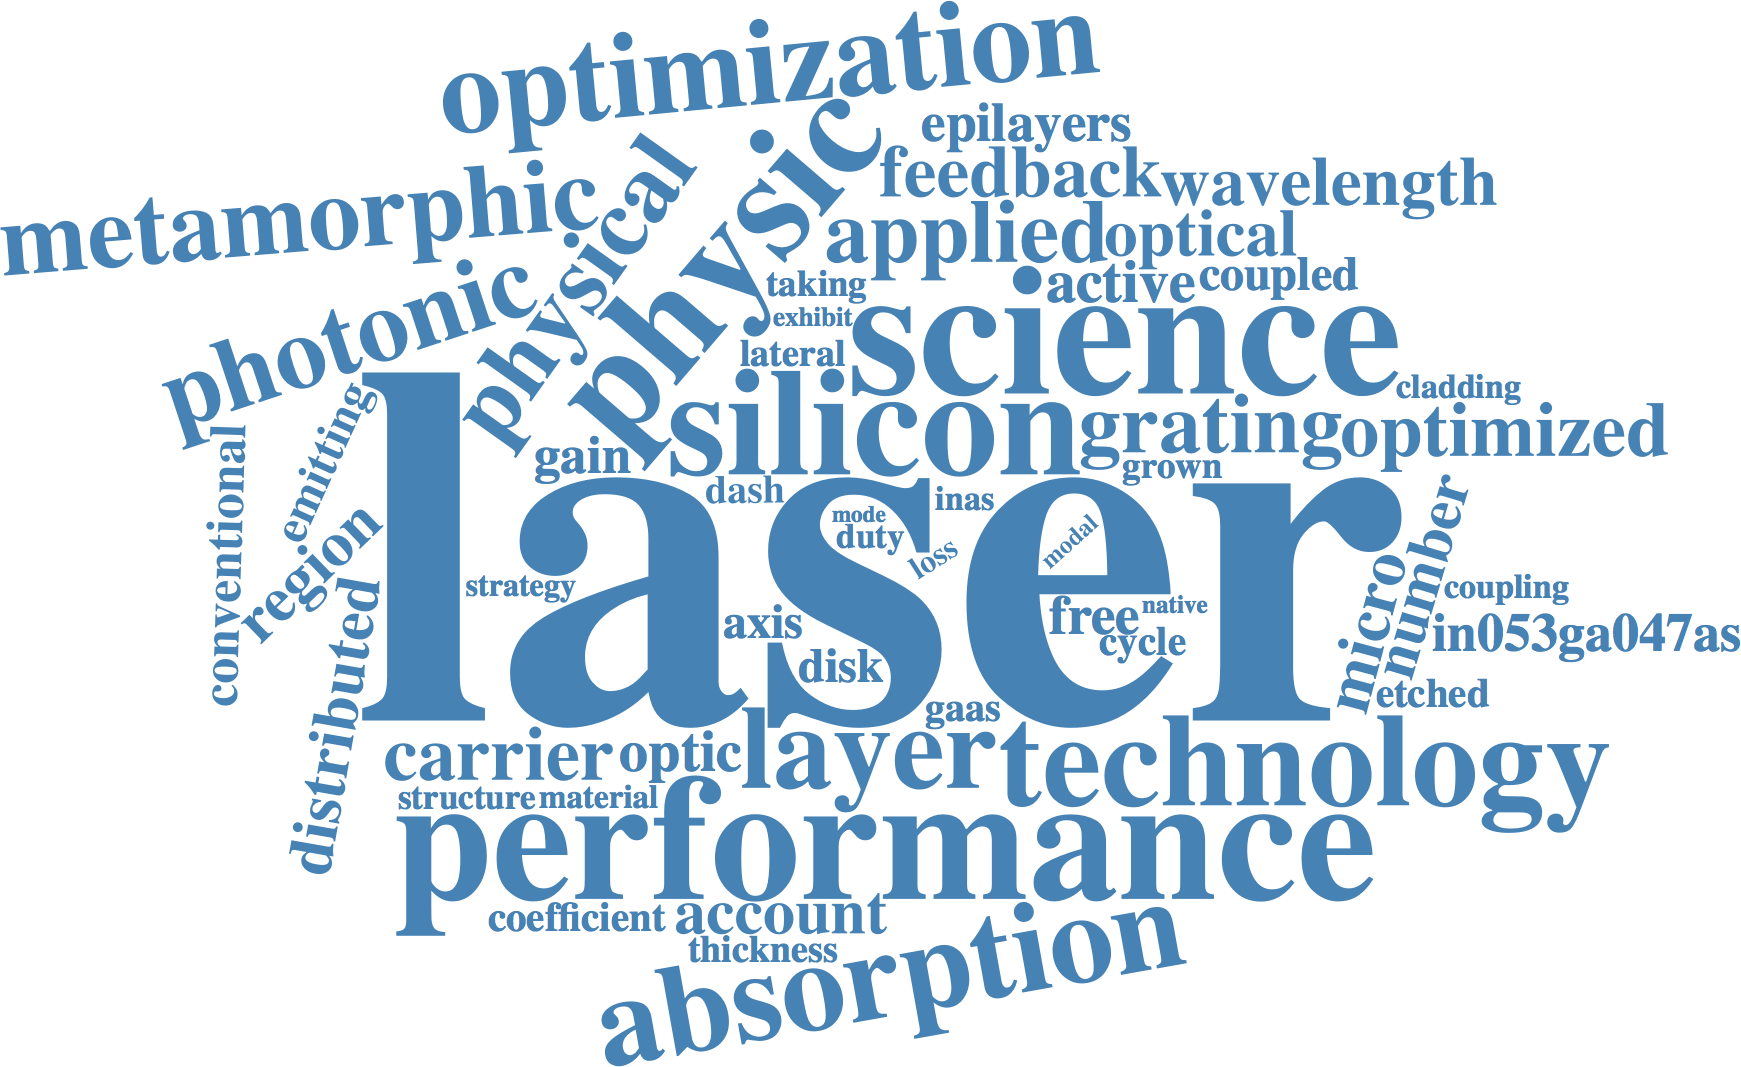 optimization
epilayers
physic
physical
feedback
wavelength
metamorphic
applied
optical
photonic
taking
active
coupled
exhibit
science
lateral
cladding
silicon
grating
optimized
emitting
conventional
gain
grown
dash
inas
laser
mode
duty
modal
loss
region
number
micro
strategy
coupling
distributed
axis
free
native
cycle
in053ga047as
disk
etched
gaas
carrier
optic
layer
technology
structure
material
performance
coefficient
account
thickness
absorption